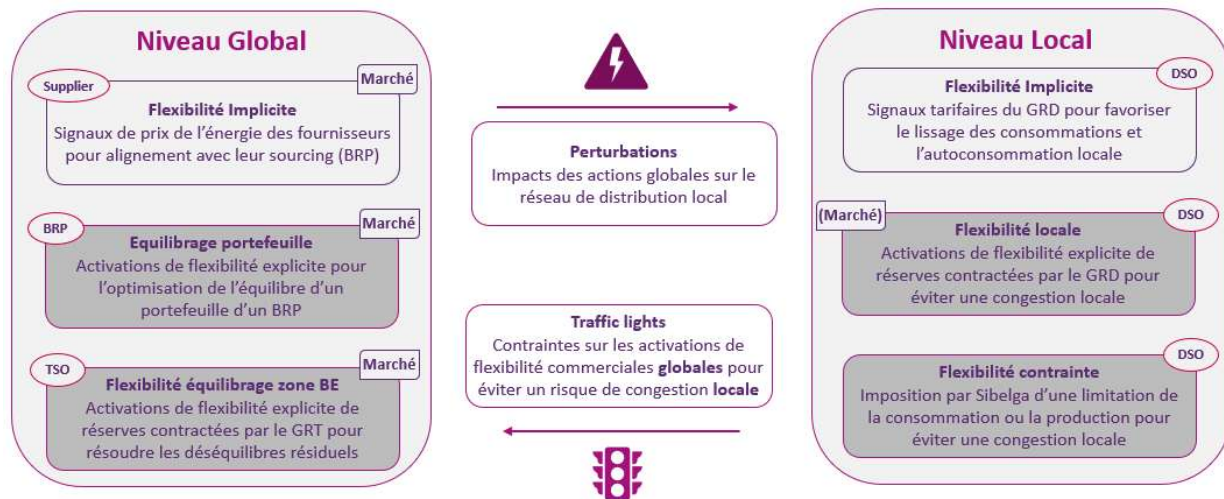 Niveau Global
Supplier
Marché
Flexibilité Implicite
Signaux de prix de l'énergie des fournisseurs
pour alignement avec leur sourcing (BRP)
BRP
Marché
Equilibrage portefeuille
Activations de flexibilité explicite pour
l'optimisation de l'équilibre d'un
portefeuille d'un BRP
TSO
Marché
Flexibilité équilibrage zone BE
Activations de flexibilité explicite de
réserves contractées par le GRT pour
résoudre les déséquilibres résiduels
Perturbations
Impacts des actions globales sur le
réseau de distribution local
Traffic lights
Contraintes sur les activations de
flexibilité commerciales globales pour
éviter un risque de congestion locale
Niveau Local
DSO
Flexibilité Implicite
Signaux tarifaires du GRD pour favoriser
le lissage des consommations et
l'autoconsommation locale
(Marché)
DSO
Flexibilité locale
Activations de flexibilité explicite de
réserves contractées par le GRD pour
éviter une congestion locale
DSO
Flexibilité contrainte
Imposition par Sibelga d'une limitation de
la consommation ou la production pour
éviter une congestion locale